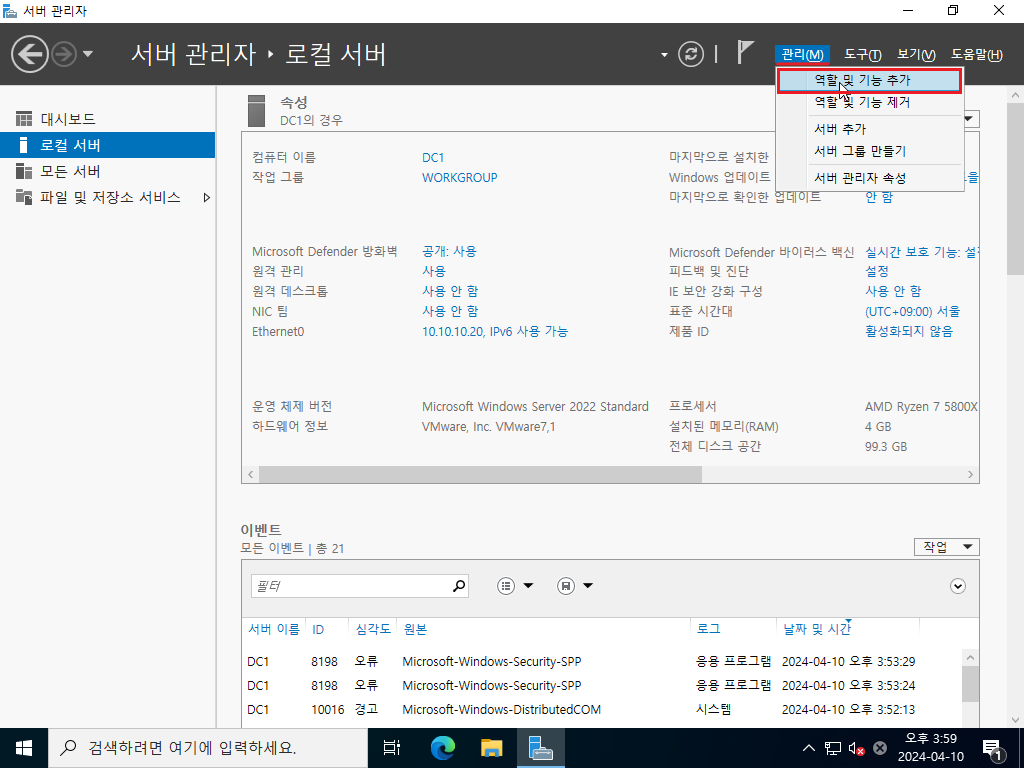 서버 관리자
서버 관리자 ‣ 로컬 서버
관리(M) 도구(T) 보기(V) 도움말(H)
역할 및 기능 추가
역할 및 기능 제거
서버 추가
서버 그룹 만들기
서버 관리자 속성
대시보드
로컬 서버
모든 서버
파일 및 저장소 서비스
속성
DC1의 경우
컴퓨터 이름 DC1 마지막으로 설치한
작업 그룹 WORKGROUP Windows 업데이트
마지막으로 확인한 업데이트 안 함
Microsoft Defender 방화벽 공개: 사용 Microsoft Defender 바이러스 백신 실시간 보호 기능:
원격 관리 사용 피드백 및 진단 설정
원격 데스크톱 사용 안 함 IE 보안 강화 구성 사용 안 함
NIC 팀 사용 안 함 표준 시간대 (UTC+09:00) 서울
Ethernet0 10.10.10.20, IPv6 사용 가능 제품 ID 활성화되지 않음
운영 체제 버전 Microsoft Windows Server 2022 Standard 프로세서 AMD Ryzen 7 5800X
하드웨어 정보 VMware, Inc. VMware7,1 설치된 메모리(RAM) 4 GB
전체 디스크 공간 99.3 GB
이벤트
모든 이벤트 | 총 21
작업
필터
서버 이름 ID 심각도 원본 로그 날짜 및 시간
DC1 8198 오류 Microsoft-Windows-Security-SPP 응용 프로그램 2024-04-10 오후 3:53:29
DC1 8198 오류 Microsoft-Windows-Security-SPP 응용 프로그램 2024-04-10 오후 3:53:24
DC1 10016 경고 Microsoft-Windows-DistributedCOM 시스템 2024-04-10 오후 3:52:13
검색하려면 여기에 입력하세요.
오후 3:59
2024-04-10
1